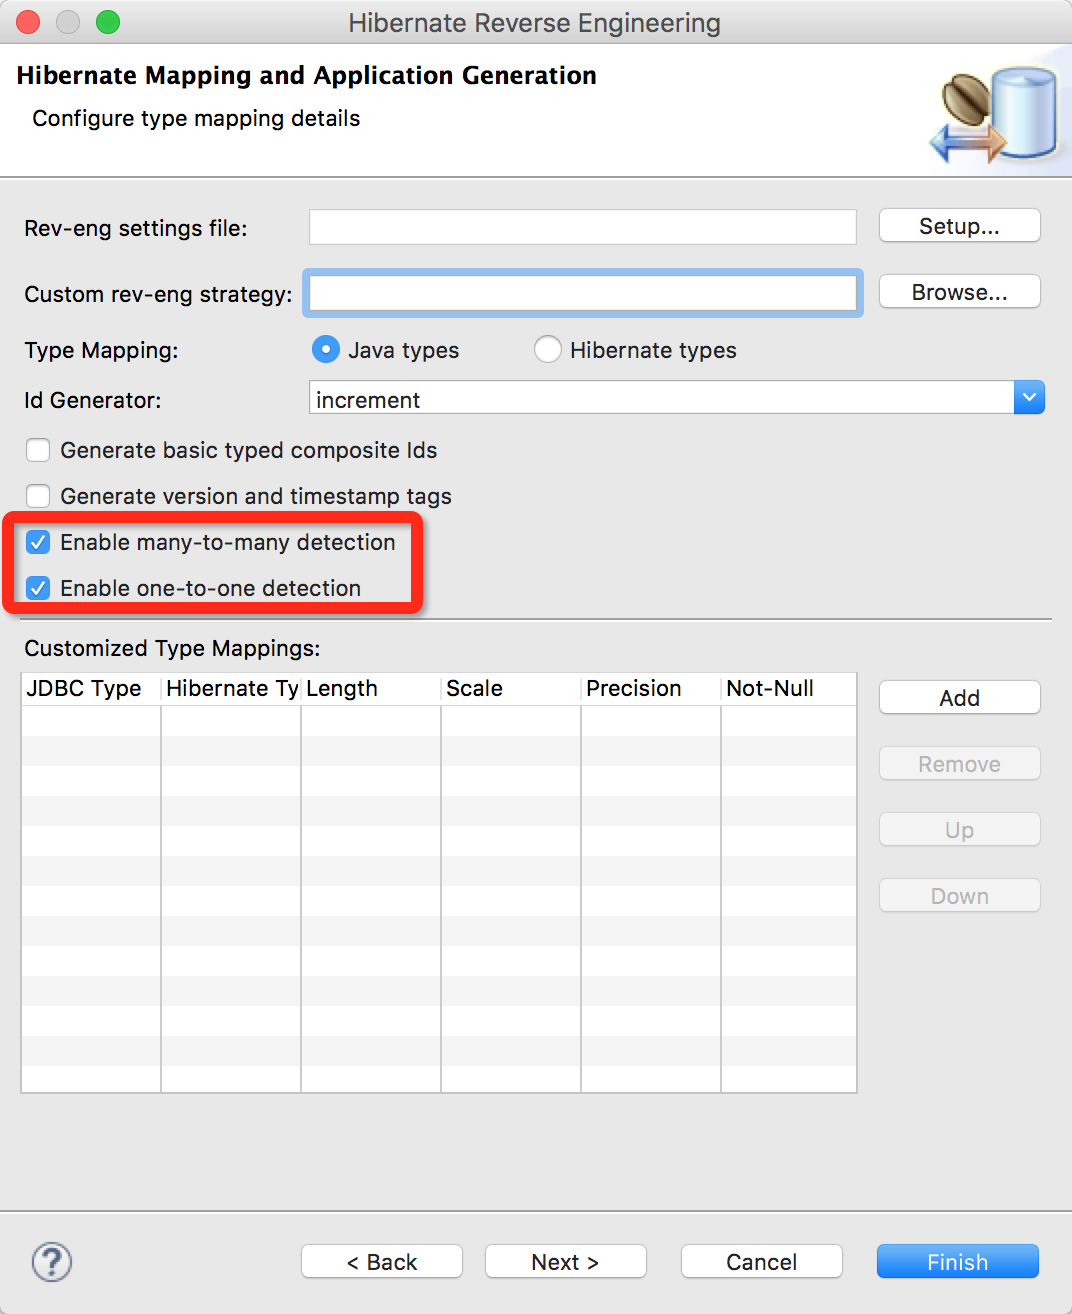 Hibernate Reverse Engineering
Hibernate Mapping and Application Generation
Configure type mapping details
Rev-eng settings file:
Setup...
Custom rev-eng strategy:
Browse...
Type Mapping:
Java types
Hibernate types
Id Generator:
increment
Generate basic typed composite Ids
Generate version and timestamp tags
Enable many-to-many detection
Enable one-to-one detection
Customized Type Mappings:
JDBC Type Hibernate Ty Length Scale Precision Not-Null
Add
Remove
Up
Down
?
< Back
Next >
Cancel
Finish